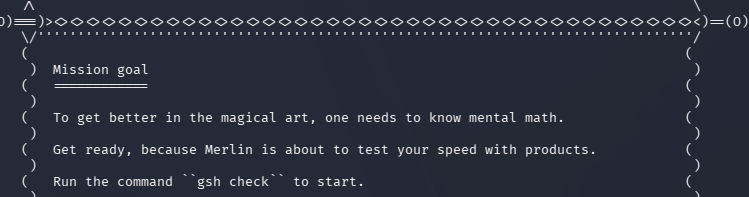 Mission goal
To get better in the magical art, one needs to know mental math.
Get ready, because Merlin is about to test your speed with products.
Run the command ``gsh check`` to start.